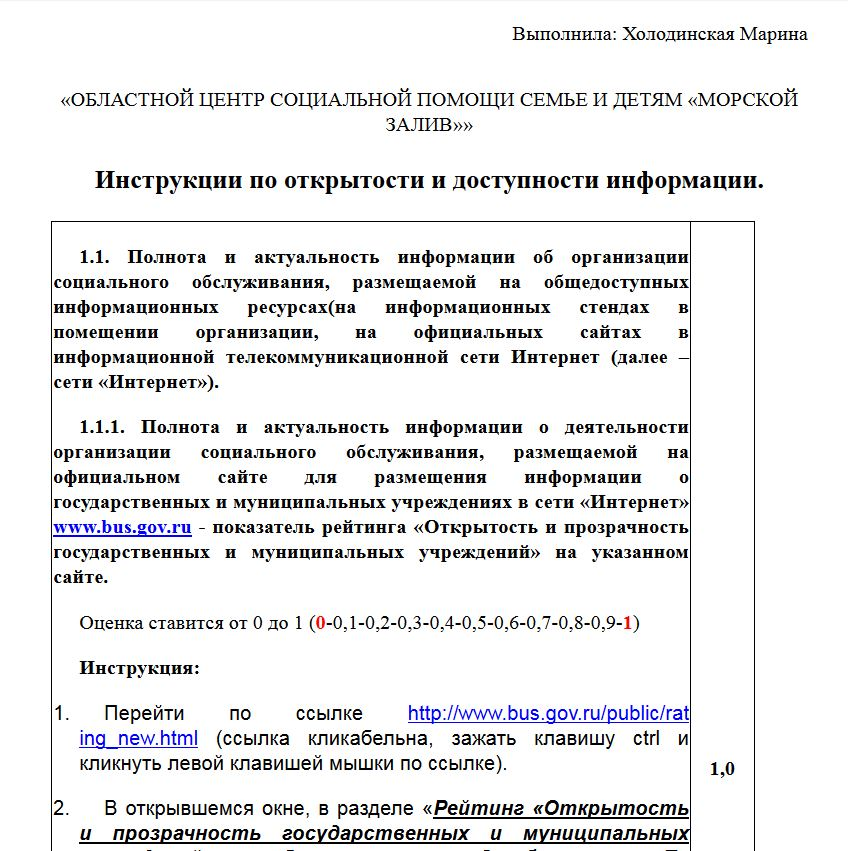 Выполнила: Холодинская Марина
«ОБЛАСТНОЙ ЦЕНТР СОЦИАЛЬНОЙ ПОМОЩИ СЕМЬЕ И ДЕТЯМ «МОРСКОЙ
ЗАЛИВ»»
Инструкции по открытости и доступности информации.
1.1. Полнота и актуальность информации об организации
социального обслуживания, размещаемой на общедоступных
информационных ресурсах(на информационных стендах в
помещении организации, на официальных сайтах в
информационной телекоммуникационной сети Интернет (далее –
сети «Интернет»).
1.1.1. Полнота и актуальность информации о деятельности
организации социального обслуживания, размещаемой на
официальном сайте для размещения информации о
государственных и муниципальных учреждениях в сети «Интернет»
www.bus.gov.ru - показатель рейтинга «Открытость и прозрачность
государственных и муниципальных учреждений» на указанном
сайте.
Оценка ставится от 0 до 1 (0-0,1-0,2-0,3-0,4-0,5-0,6-0,7-0,8-0,9-1)
Инструкция:
1. Перейти по ссылке http://www.bus.gov.ru/public/rat
ing_new.html (ссылка кликабельна, зажать клавишу ctrl и
кликнуть левой клавишей мышки по ссылке).
1,0
2. В открывшемся окне, в разделе «Рейтинг «Открытость
и прозрачность государственных и муниципальных